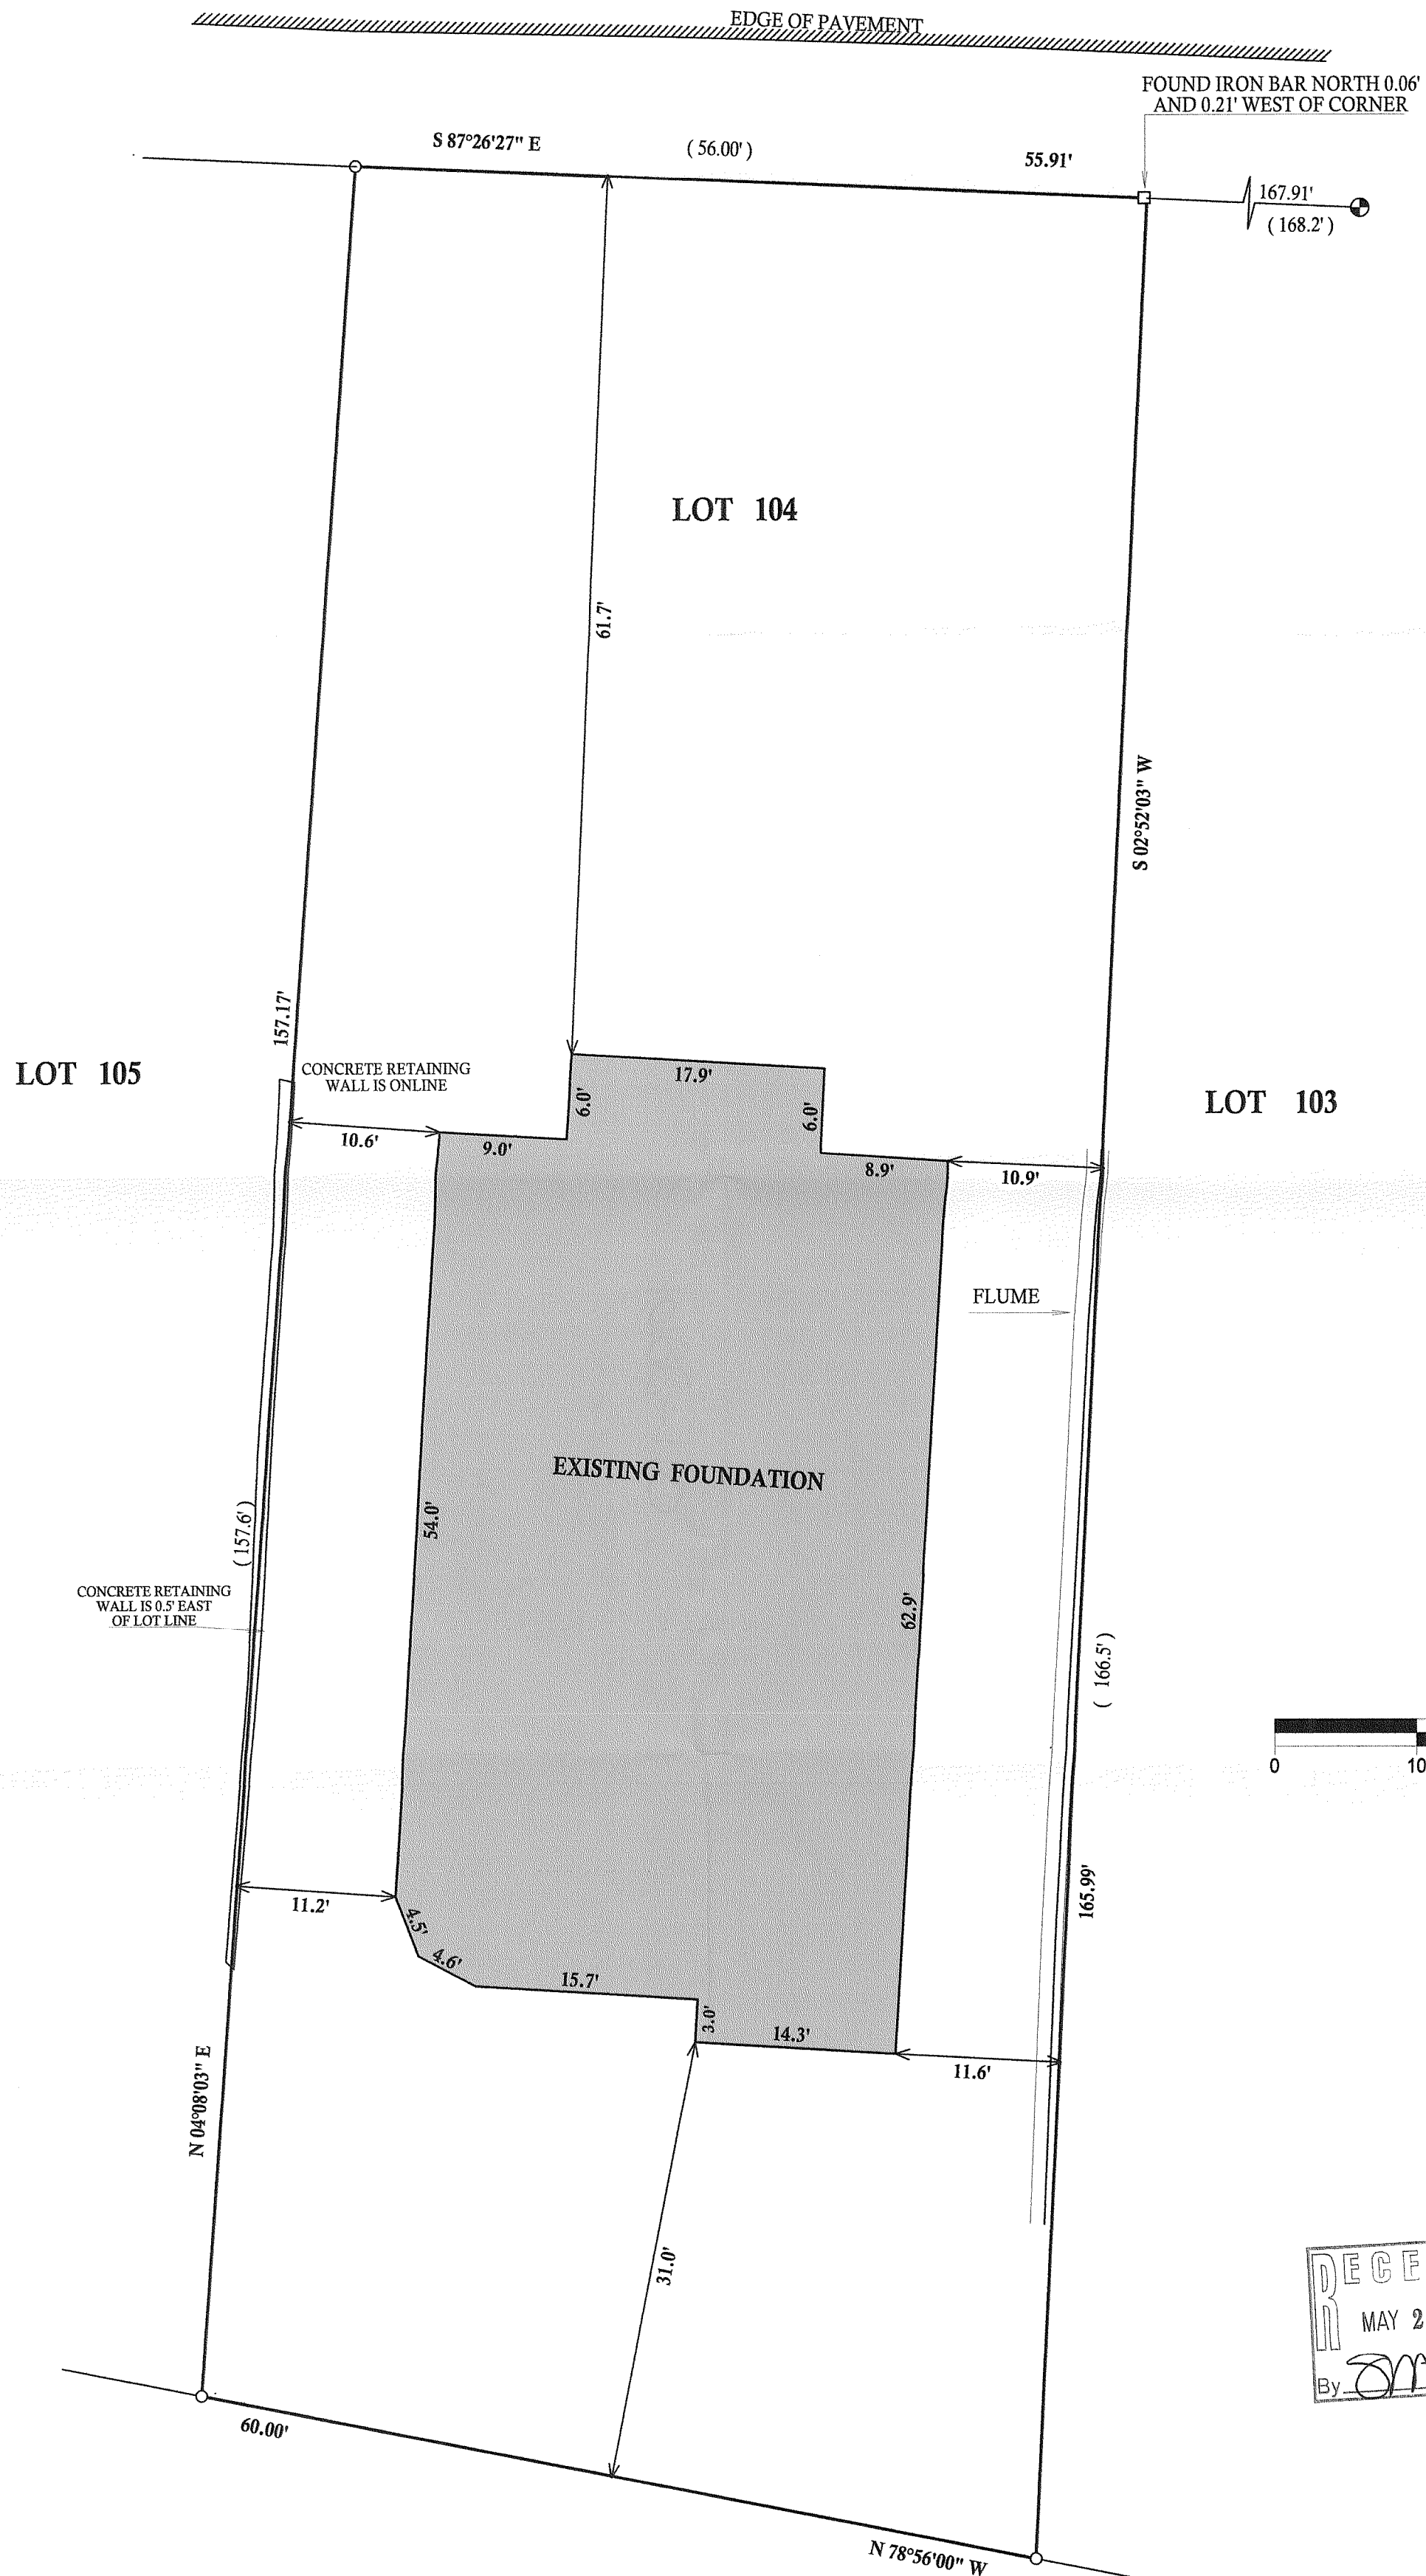 EDGE OF PAVEMENT
FOUND IRON BAR NORTH 0.06'
AND 0.21' WEST OF CORNER
S 87°26'27" E
( 56.00' )
55.91'
167.91'
( 168.2' )
LOT 104
61.7'
S 02°52'03" W
157.17'
LOT 105
CONCRETE RETAINING
WALL IS ONLINE
17.9'
6.0'
6.0'
LOT 103
10.6'
9.0'
8.9'
10.9'
FLUME
EXISTING FOUNDATION
54.0'
( 157.6' )
CONCRETE RETAINING
WALL IS 0.5' EAST
OF LOT LINE
62.9'
( 166.5' )
0 10
165.99'
11.2'
4.5'
4.6'
15.7'
3.0'
14.3'
11.6'
N 04°08'03" E
31.0'
RECE
MAY 2
By
60.00'
N 78°56'00" W